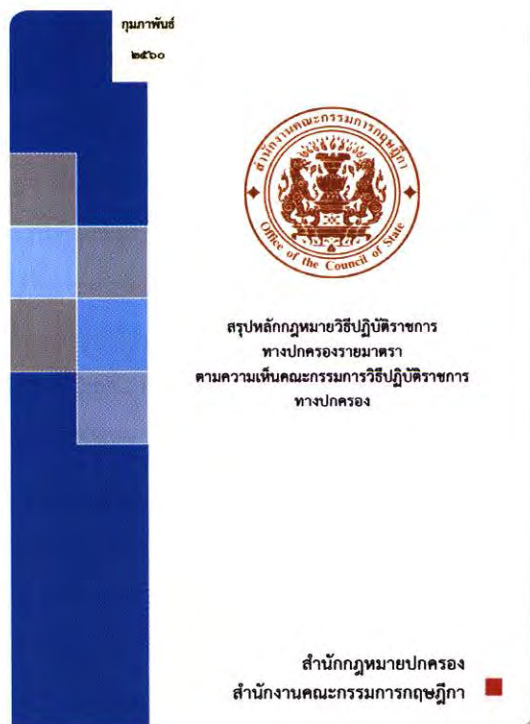 กุมภาพันธ์
๒๕๖๐
สำนักงานคณะกรรมการกฤษฎีกา
Office of the Council of State
สรุปหลักกฎหมายวิธีปฏิบัติราชการ
ทางปกครองรายมาตรา
ตามความเห็นคณะกรรมการวิธีปฏิบัติราชการ
ทางปกครอง
สำนักกฎหมายปกครอง
สำนักงานคณะกรรมการกฤษฎีกา